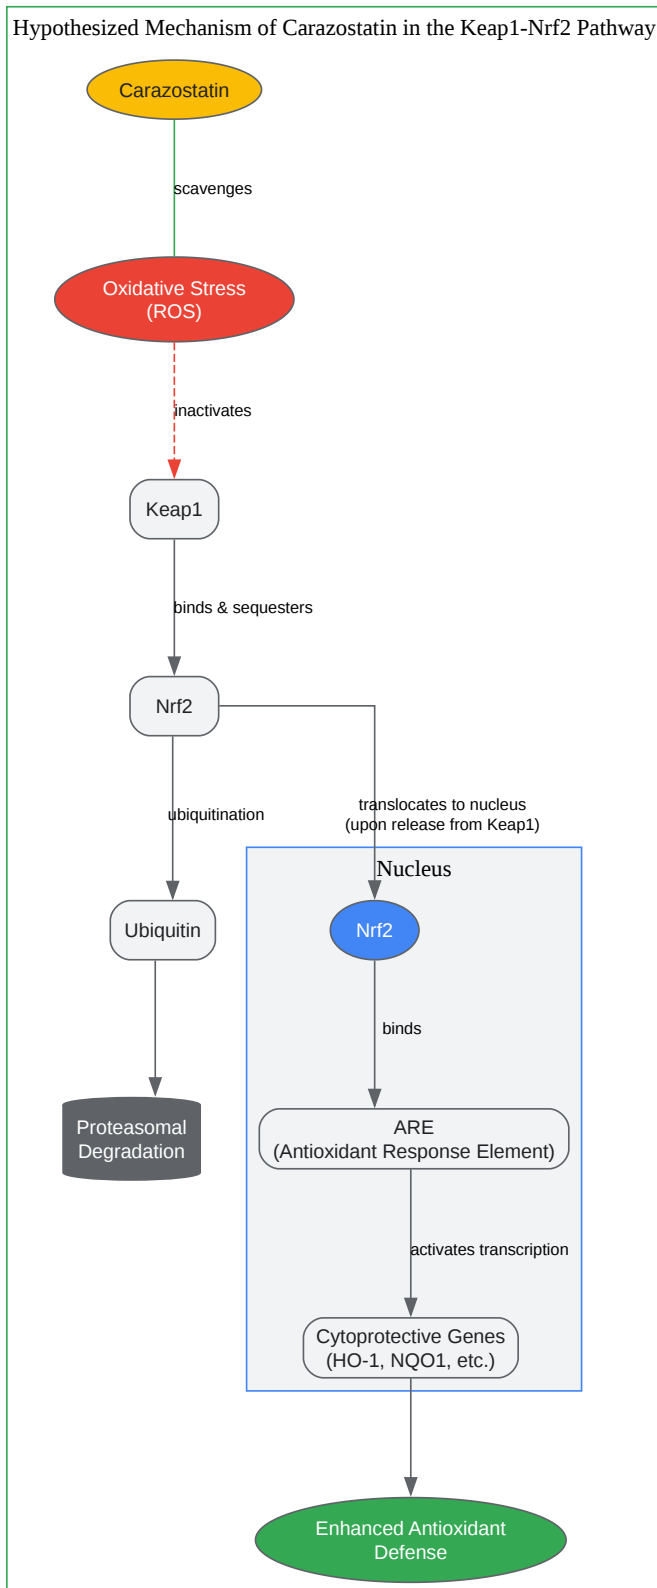 Hypothesized Mechanism of Carazostatin in the Keap1-Nrf2 Pathway
Carazostatin
scavenges
Oxidative Stress
(ROS)
inactivates
Keap1
binds & sequesters
Nrf2
ubiquitination
translocates to nucleus
(upon release from Keap1)
Nucleus
Ubiquitin
Nrf2
binds
Proteasomal
Degradation
ARE
(Antioxidant Response Element)
activates transcription
Cytoprotective Genes
(HO-1, NQO1, etc.)
Enhanced Antioxidant
Defense